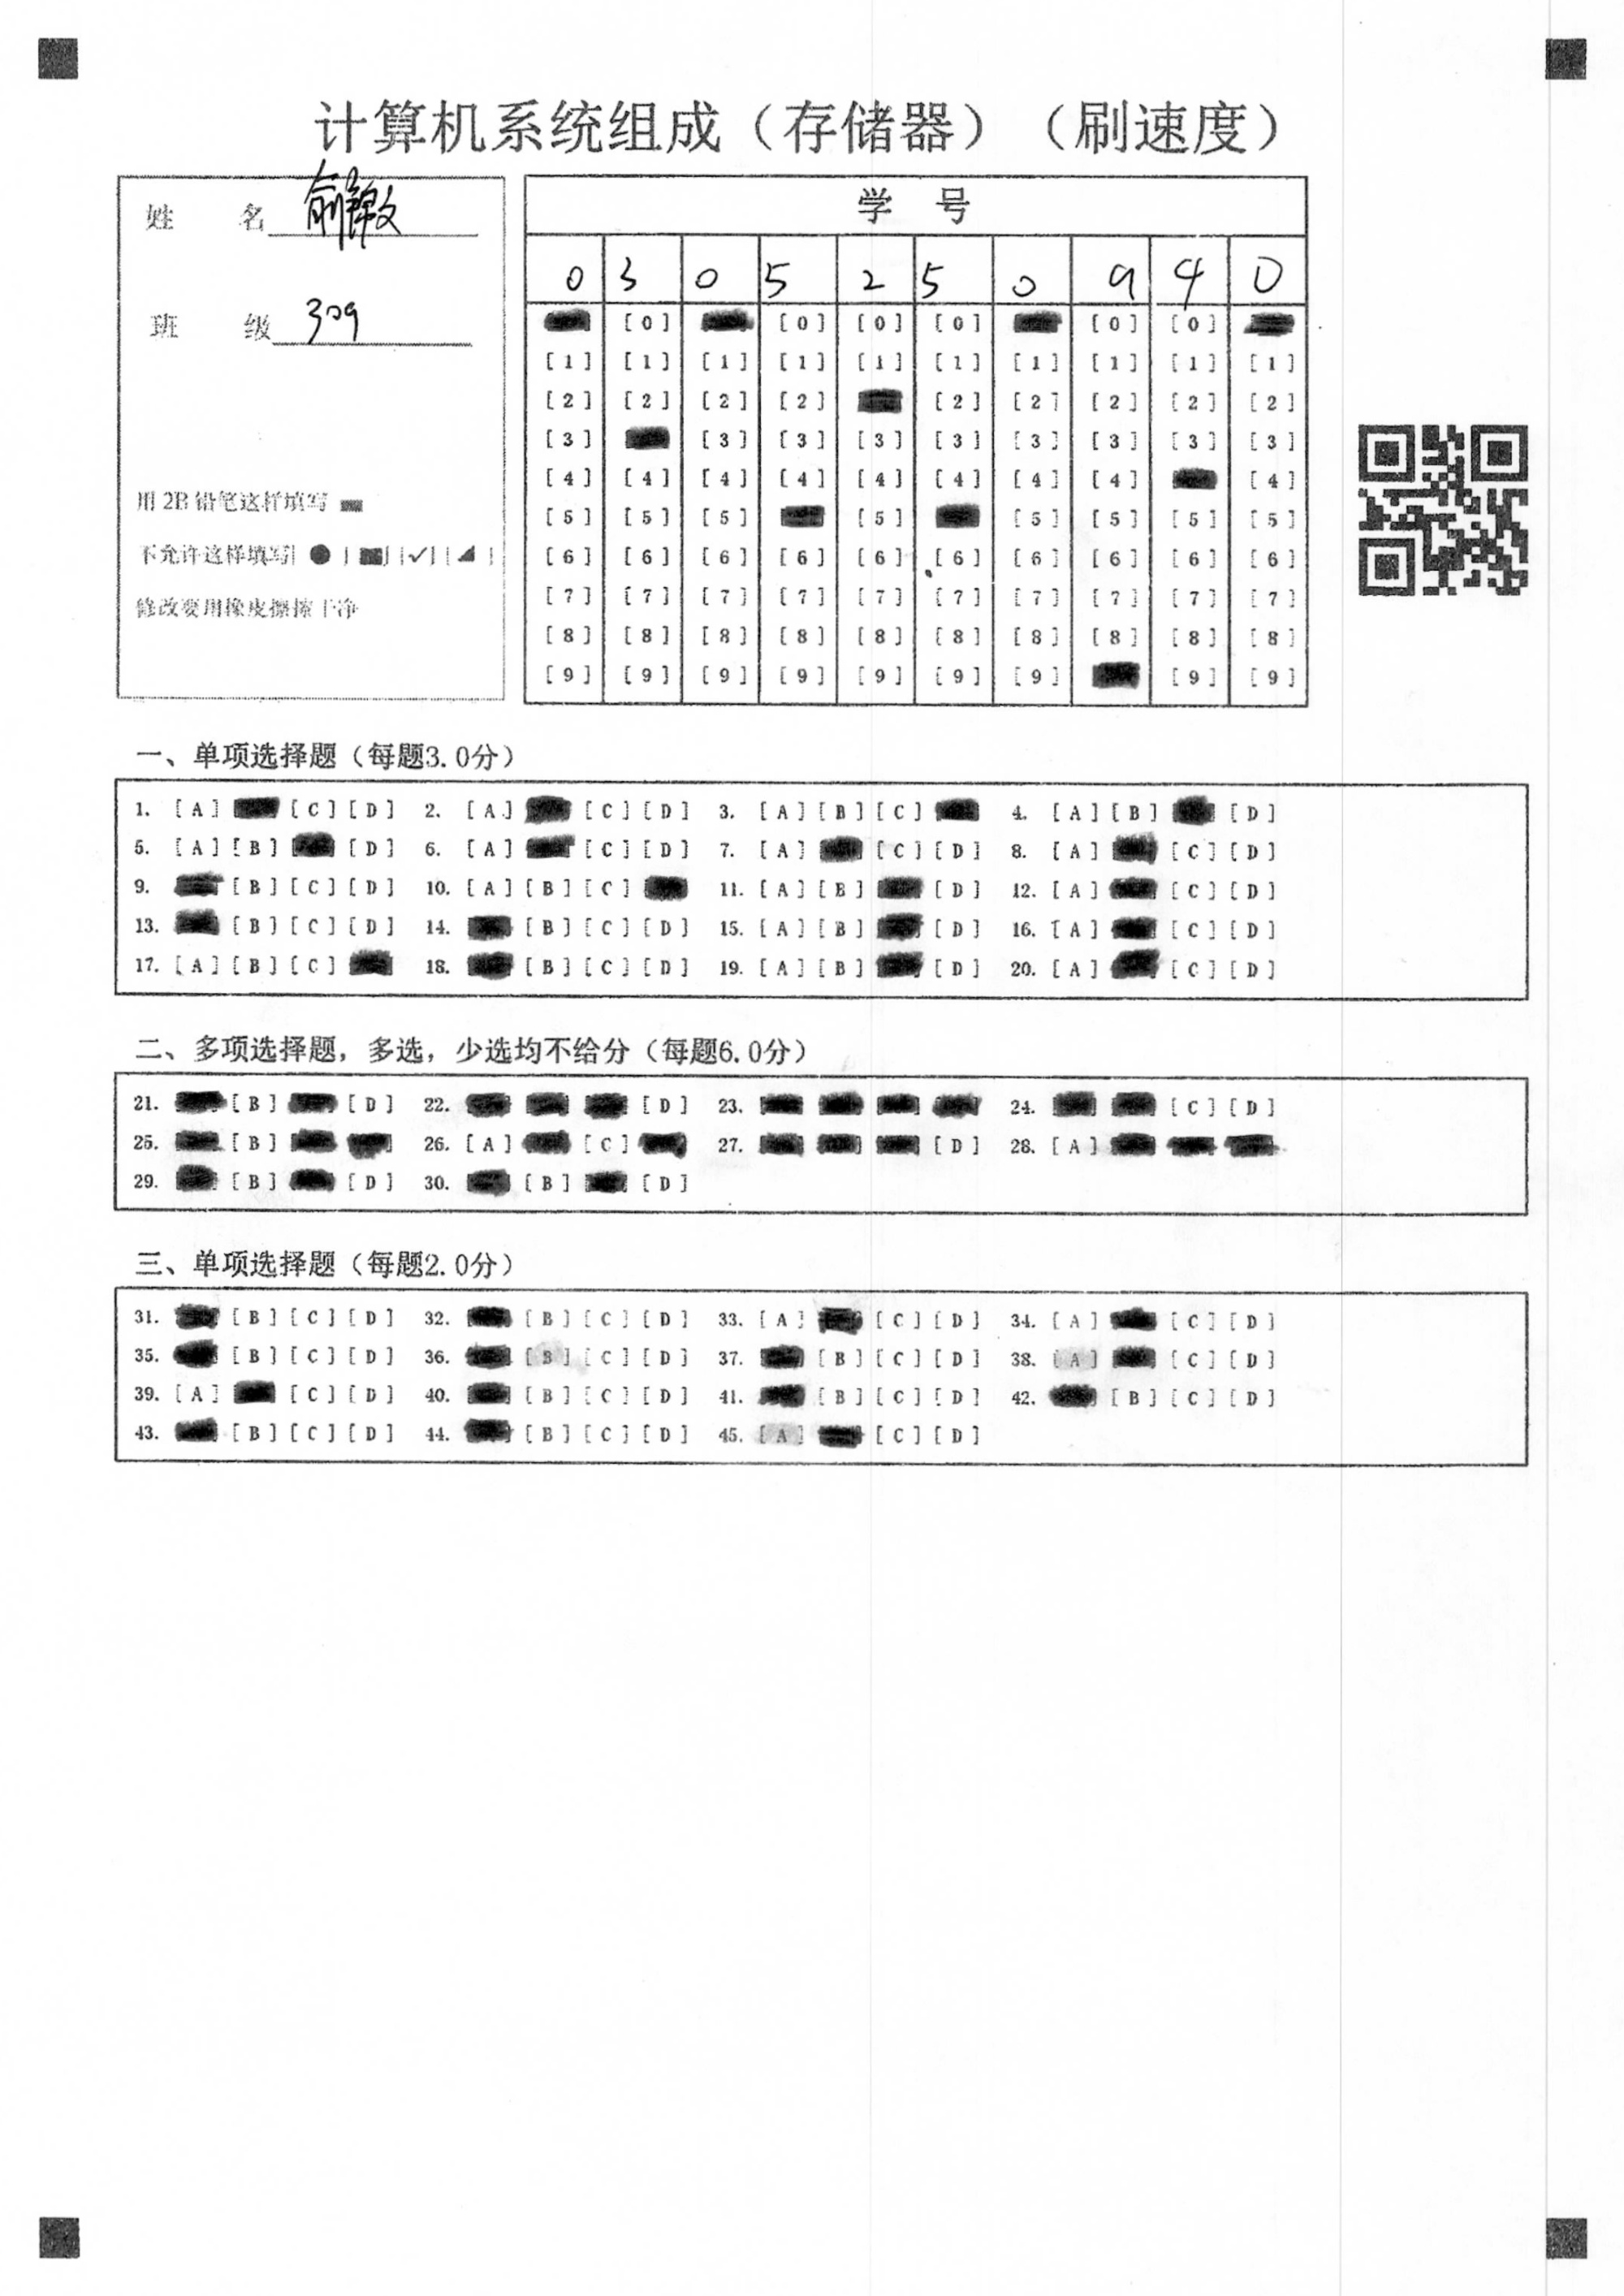 计算机系统组成（存储器）（刷速度）
姓 名
班 级 309
用2B铅笔这样填写
不允许这样填写[●] [■] [✓] [◢]
修改要用橡皮擦擦干净
学 号
0 3 0 5 2 5 0 9 4 0
[0] [0] [0] [0] [0] [0]
[1] [1] [1] [1] [1] [1] [1] [1] [1] [1]
[2] [2] [2] [2] [2] [2] [2] [2] [2]
[3] [3] [3] [3] [3] [3] [3] [3] [3]
[4] [4] [4] [4] [4] [4] [4] [4] [4]
[5] [5] [5] [5] [5] [5] [5] [5]
[6] [6] [6] [6] [6] [6] [6] [6] [6] [6]
[7] [7] [7] [7] [7] [7] [7] [7] [7] [7]
[8] [8] [8] [8] [8] [8] [8] [8] [8] [8]
[9] [9] [9] [9] [9] [9] [9] [9] [9]
一、单项选择题（每题3.0分）
1. [A] [C] [D] 2. [A] [C] [D] 3. [A] [B] [C] 4. [A] [B] [D]
5. [A] [B] [D] 6. [A] [C] [D] 7. [A] [C] [D] 8. [A] [C] [D]
9. [B] [C] [D] 10. [A] [B] [C] 11. [A] [B] [D] 12. [A] [C] [D]
13. [B] [C] [D] 14. [B] [C] [D] 15. [A] [B] [D] 16. [A] [C] [D]
17. [A] [B] [C] 18. [B] [C] [D] 19. [A] [B] [D] 20. [A] [C] [D]
二、多项选择题，多选，少选均不给分（每题6.0分）
21. [B] [D] 22. [D] 23. 24. [C] [D]
25. [B] 26. [A] [C] 27. [D] 28. [A]
29. [B] [D] 30. [B] [D]
三、单项选择题（每题2.0分）
31. [B] [C] [D] 32. [B] [C] [D] 33. [A] [C] [D] 34. [A] [C] [D]
35. [B] [C] [D] 36. [B] [C] [D] 37. [B] [C] [D] 38. [A] [C] [D]
39. [A] [C] [D] 40. [B] [C] [D] 41. [B] [C] [D] 42. [B] [C] [D]
43. [B] [C] [D] 44. [B] [C] [D] 45. [A] [C] [D]